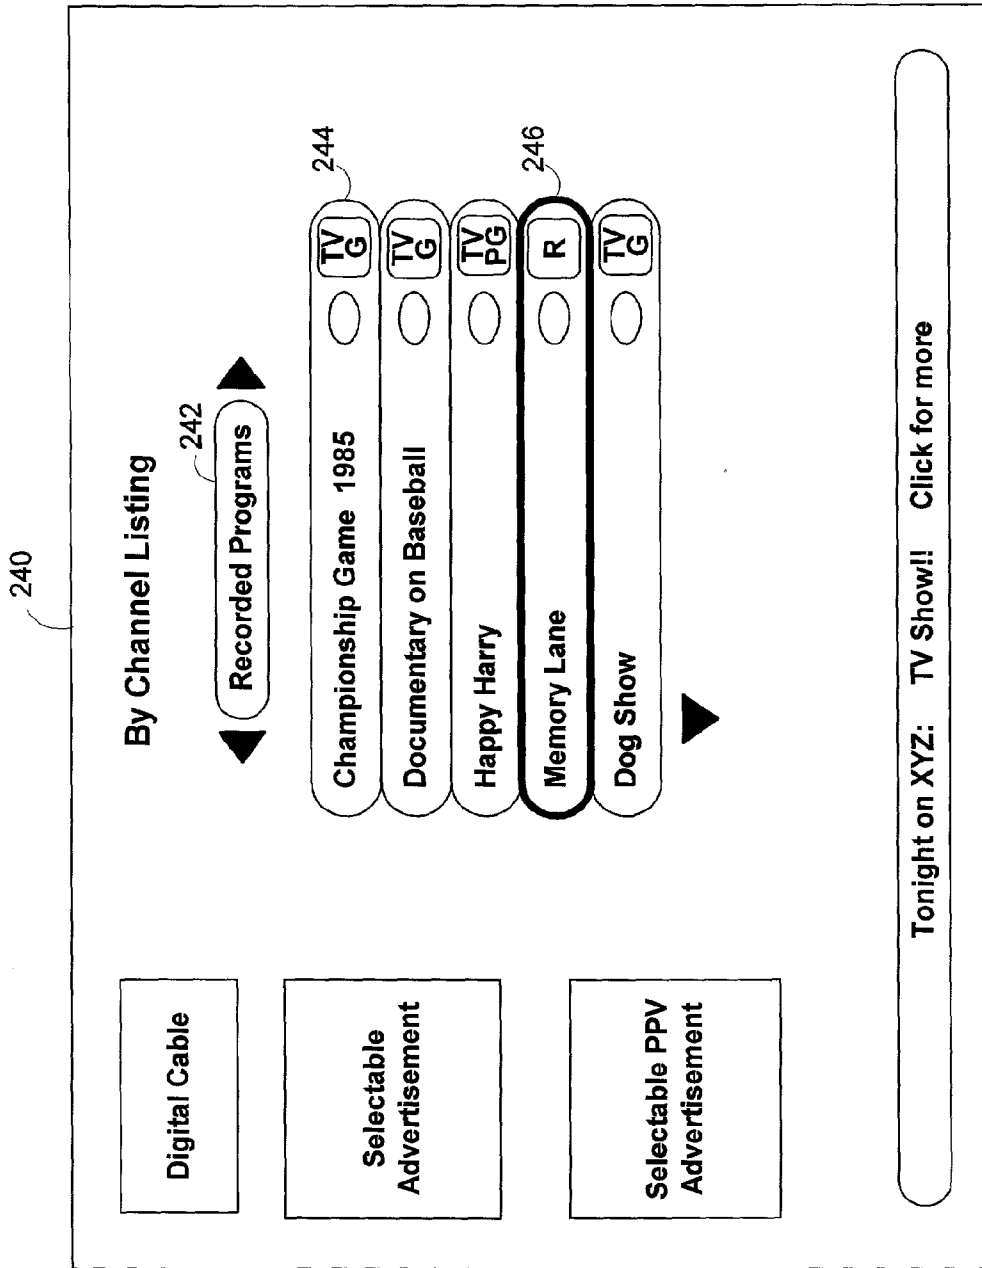 240
By Channel Listing
Digital Cable
242
Recorded Programs
244
Championship Game 1985
TV
G
Selectable
Advertisement
Documentary on Baseball
TV
G
Happy Harry
TV
PG
246
Memory Lane
R
Selectable PPV
Advertisement
Dog Show
TV
G
Tonight on XYZ: TV Show!! Click for more